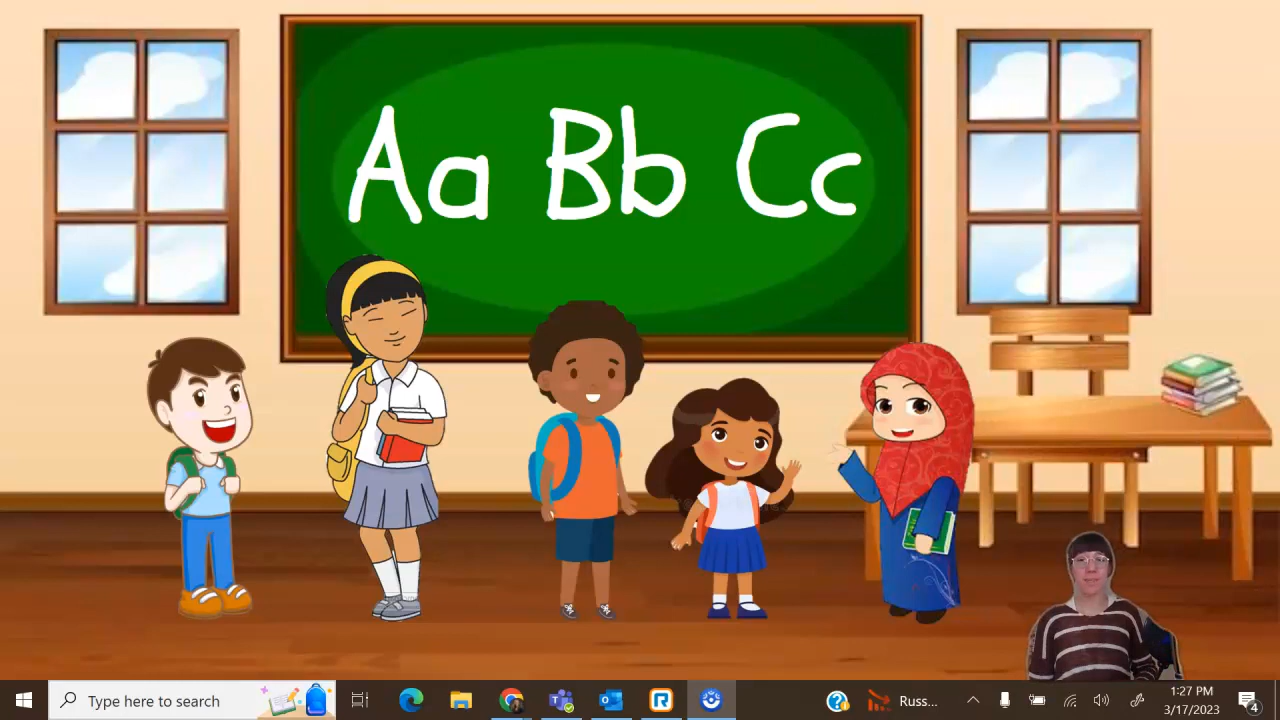 Aa Bb Cc
Type here to search
Russ...
1:27 PM
3/17/2023
4